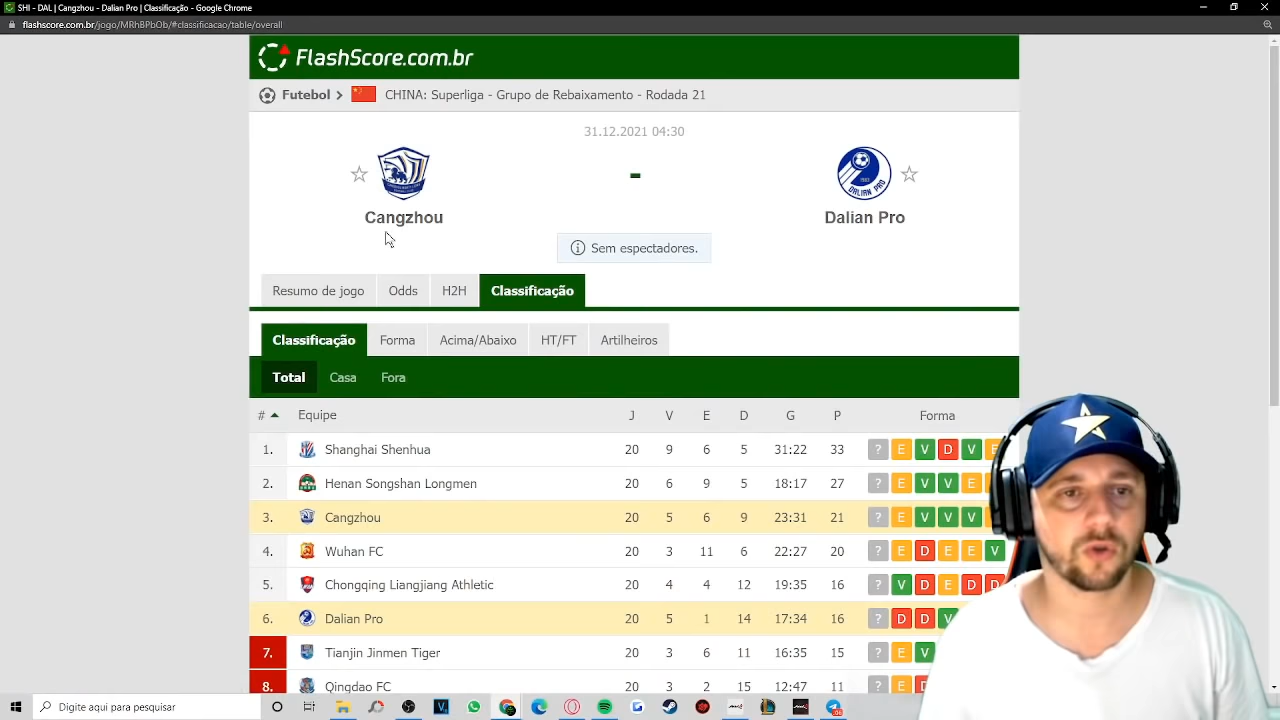 SHI - DAL | Cangzhou - Dalian Pro | Classificação - Google Chrome
flashscore.com.br/jogo/MRhBPbOb/#classificacao/table/overall
FlashScore.com.br
Futebol > CHINA: Superliga - Grupo de Rebaixamento - Rodada 21
31.12.2021 04:30
-
Cangzhou Dalian Pro
Sem espectadores.
Resumo de jogo Odds H2H Classificação
Classificação Forma Acima/Abaixo HT/FT Artilheiros
Total Casa Fora
# Equipe J V E D G P Forma
1. Shanghai Shenhua 20 9 6 5 31:22 33 ? E V D V E
2. Henan Songshan Longmen 20 6 9 5 18:17 27 ? E V V E
3. Cangzhou 20 5 6 9 23:31 21 ? E V V V
4. Wuhan FC 20 3 11 6 22:27 20 ? E D E E V
5. Chongqing Liangjiang Athletic 20 4 4 12 19:35 16 ? V D E D D
6. Dalian Pro 20 5 1 14 17:34 16 ? D D V
7. Tianjin Jinmen Tiger 20 3 6 11 16:35 15 ? E V
8. Qingdao FC 20 3 2 15 12:47 11 ? E
Digite aqui para pesquisar